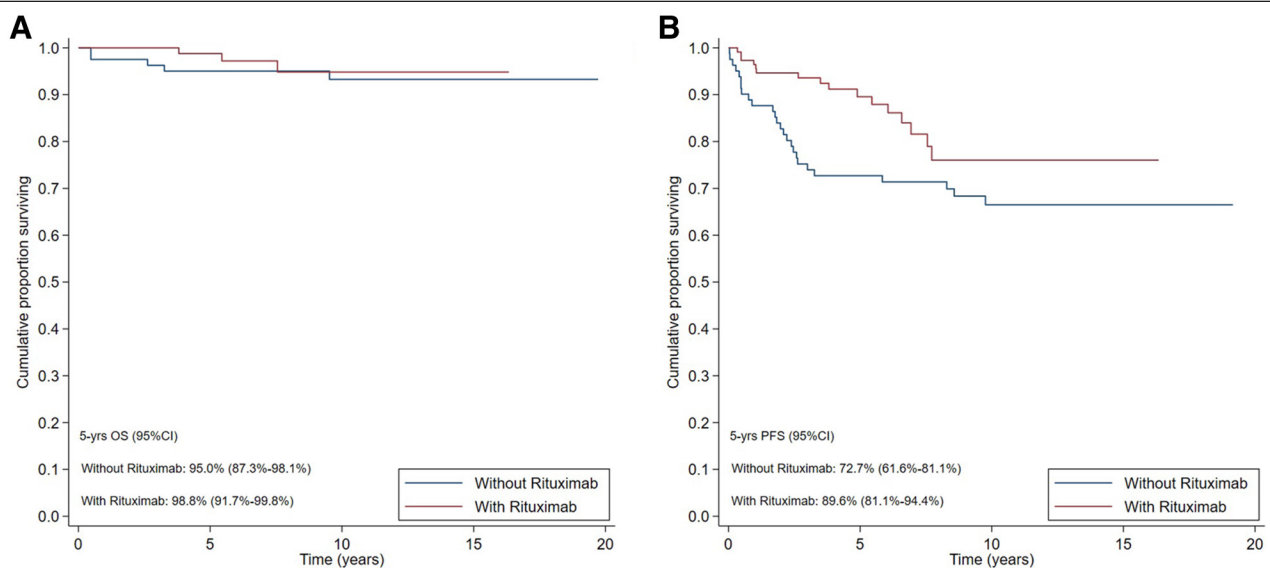 A
Cumulative proportion surviving
1.0
0.9
0.8
0.7
0.6
0.5
0.4
0.3
0.2
0.1
0.0
5-yrs OS (95%CI)
Without Rituximab: 95.0% (87.3%-98.1%)
With Rituximab: 98.8% (91.7%-99.8%)
Without Rituximab
With Rituximab
0 5 10 15 20
Time (years)
B
Cumulative proportion surviving
1.0
0.9
0.8
0.7
0.6
0.5
0.4
0.3
0.2
0.1
0.0
5-yrs PFS (95%CI)
Without Rituximab: 72.7% (61.6%-81.1%)
With Rituximab: 89.6% (81.1%-94.4%)
Without Rituximab
With Rituximab
0 5 10 15 20
Time (years)